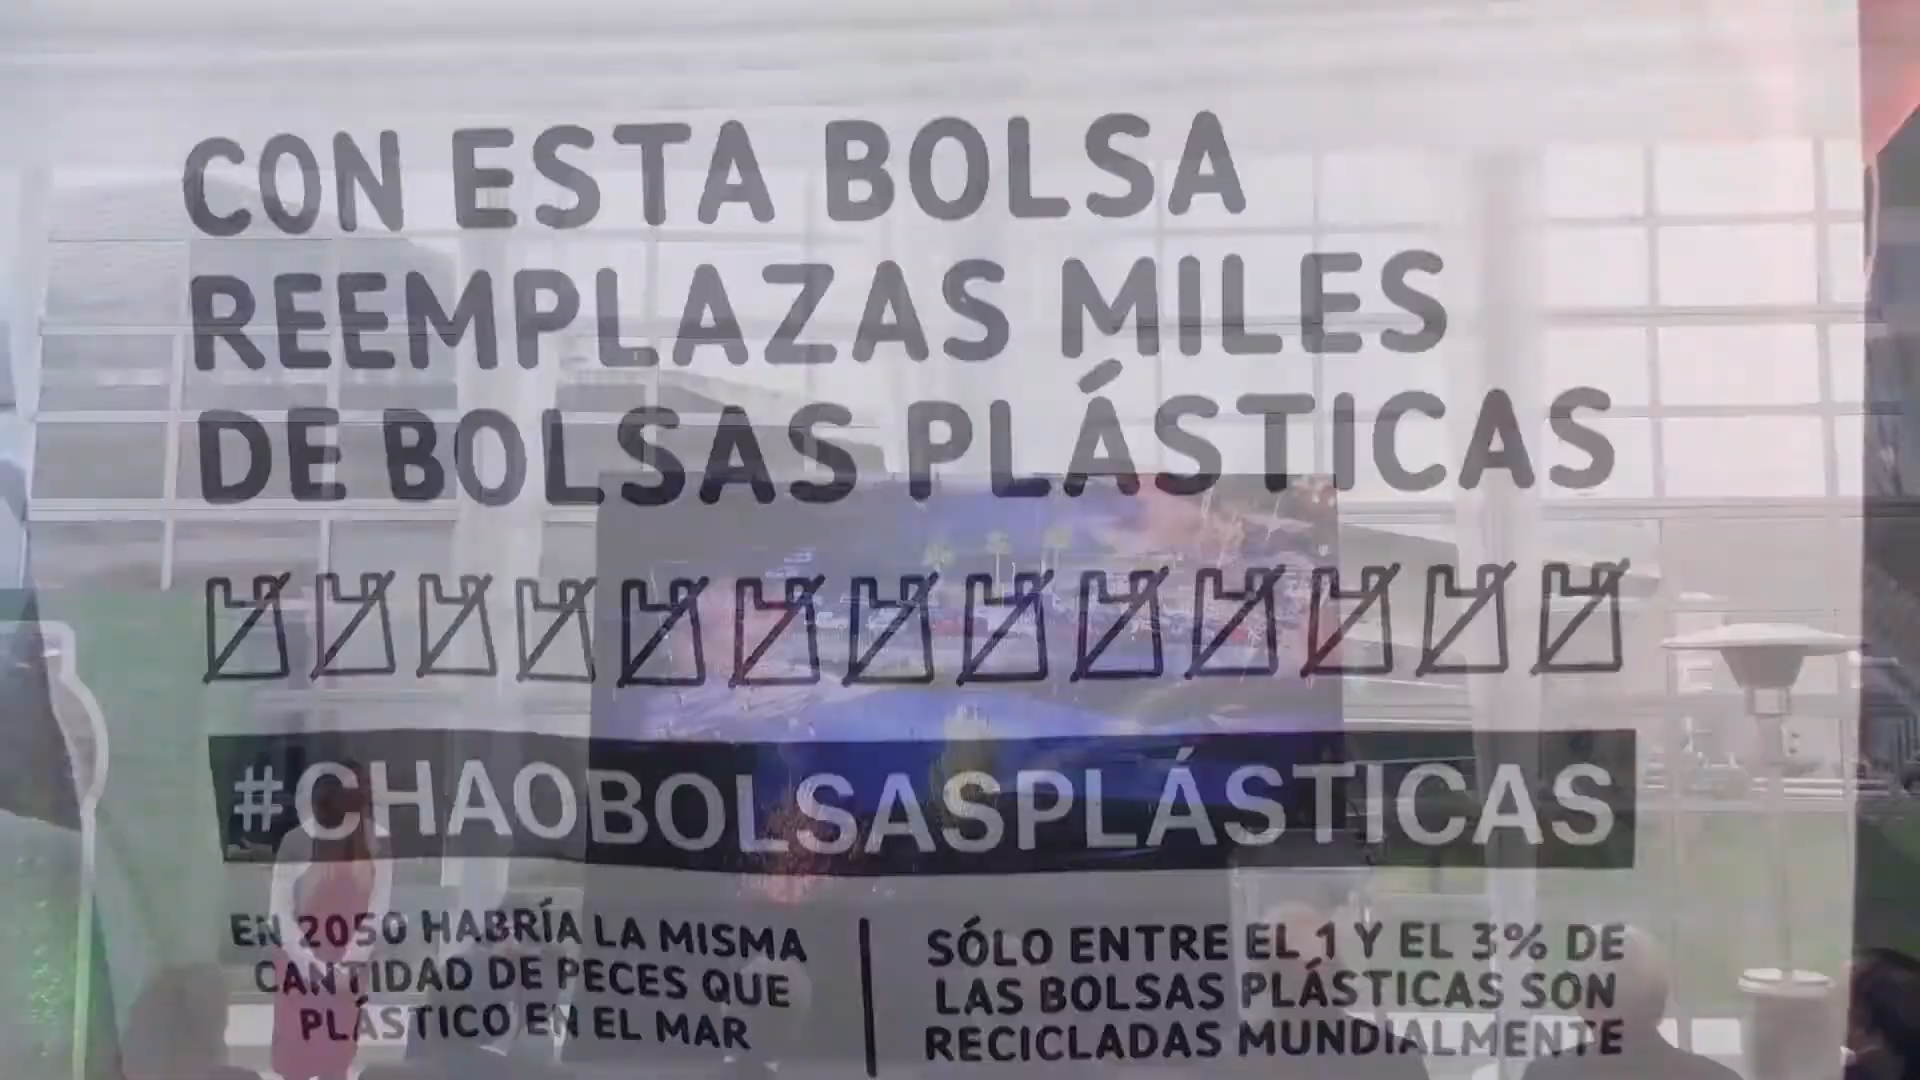 CON ESTA BOLSA
REEMPLAZAS MILES
DE BOLSAS PLÁSTICAS
#CHAOBOLSASPLÁSTICAS
EN 2050 HABRÍA LA MISMA
CANTIDAD DE PECES QUE
PLÁSTICO EN EL MAR
SÓLO ENTRE EL 1 Y EL 3% DE
LAS BOLSAS PLÁSTICAS SON
RECICLADAS MUNDIALMENTE